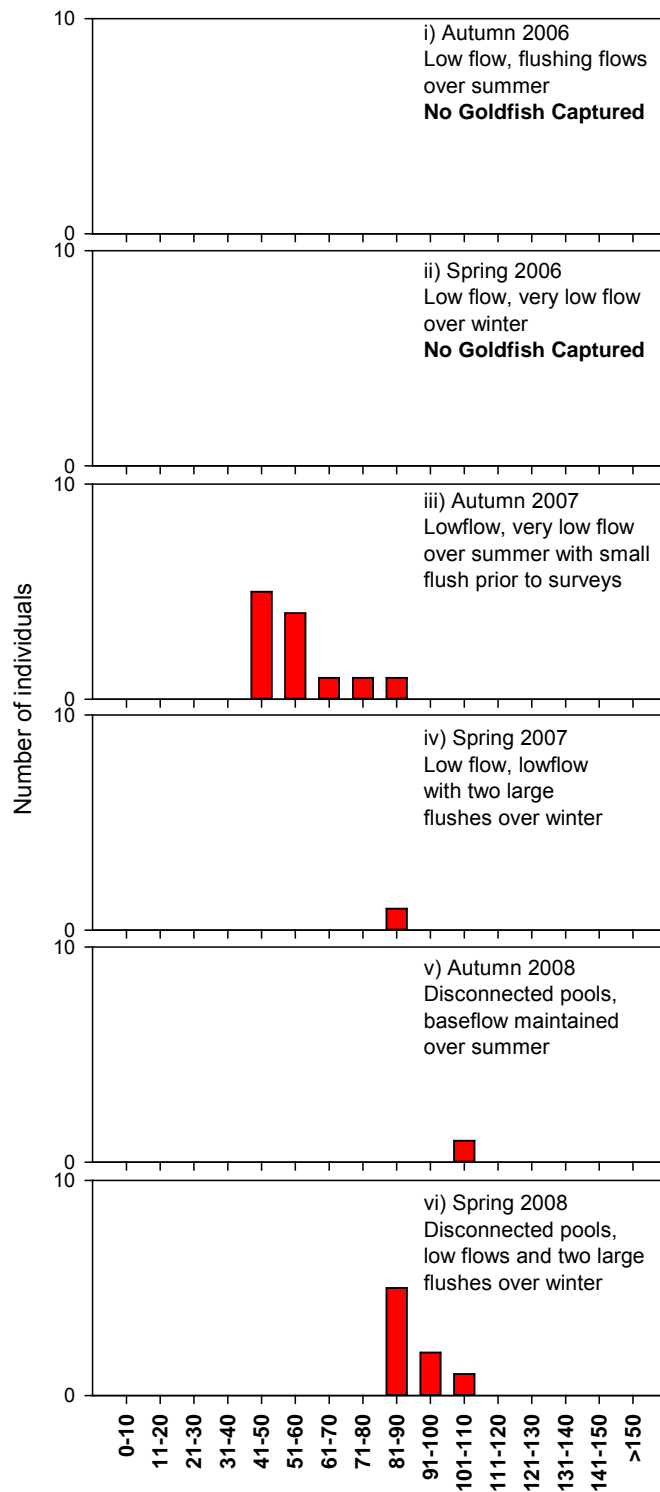 10
i) Autumn 2006
Low flow, flushing flows
over summer
No Goldfish Captured
0
10
ii) Spring 2006
Low flow, very low flow
over winter
No Goldfish Captured
0
10
iii) Autumn 2007
Lowflow, very low flow
over summer with small
flush prior to surveys
0
Number of individuals
10
iv) Spring 2007
Low flow, lowflow
with two large
flushes over winter
0
10
v) Autumn 2008
Disconnected pools,
baseflow maintained
over summer
0
10
vi) Spring 2008
Disconnected pools,
low flows and two large
flushes over winter
0
0-10
11-20
21-30
31-40
41-50
51-60
61-70
71-80
81-90
91-100
101-110
111-120
121-130
131-140
141-150
>150